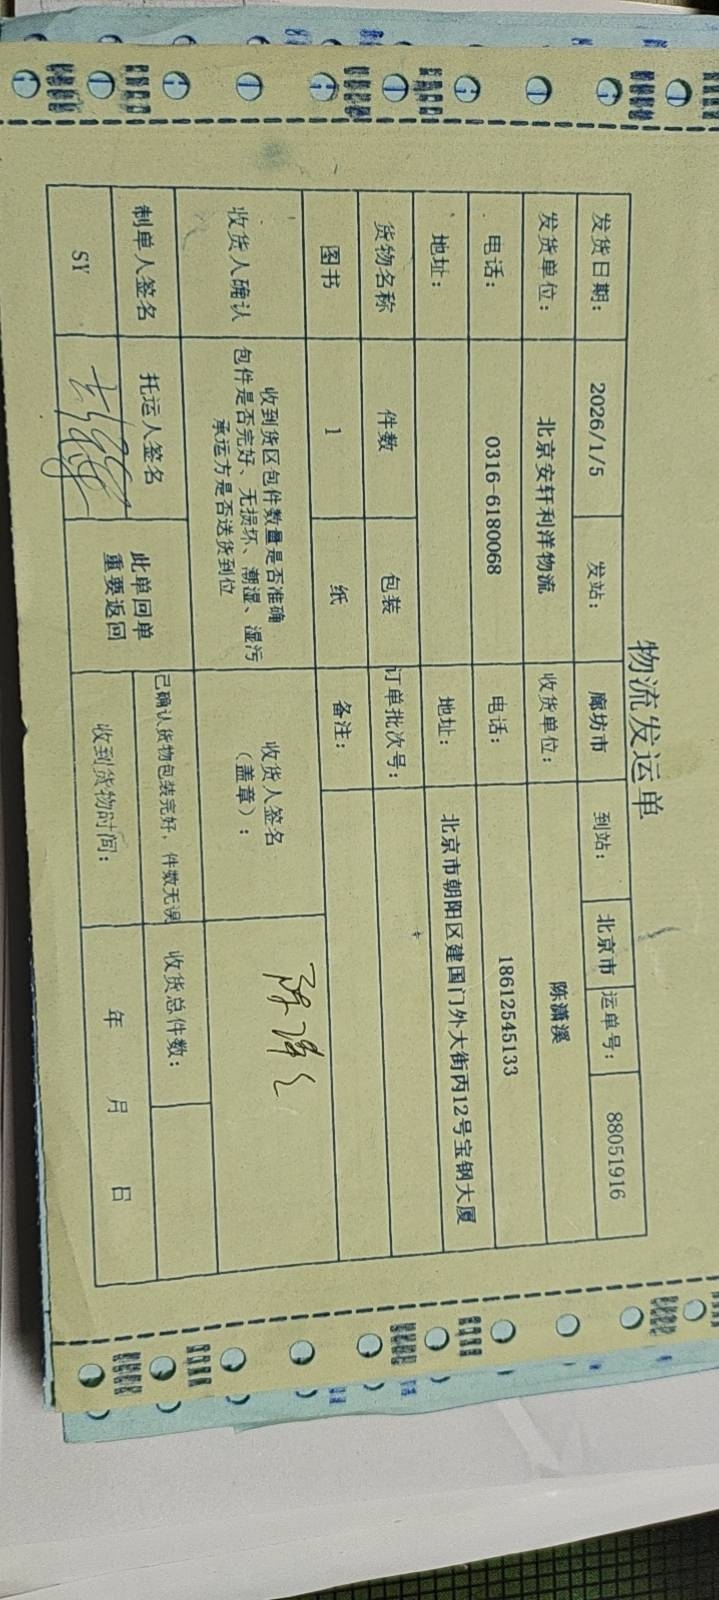 物流发运单
发货日期： 2026/1/5 发站： 廊坊市 到站： 北京市 运单号： 88051916
发货单位： 北京安轩利洋物流 收货单位： 陈潇溪
电话： 0316-6180068 电话： 18612545133
地址： 地址： 北京市朝阳区建国门外大街丙12号宝钢大厦
货物名称 件数 包装 订单批次号：
图书 1 纸 备注：
收货人确认 收到货区包件数量是否准确
包件是否完好、无损坏、潮湿、湿污
承运方是否送货到位
收货人签名
（盖章）：
制单人签名 托运人签名 此单回单
重要返回
已确认货物包装完好，件数无误 收货总件数：
SY 收到货物时间： 年 月 日